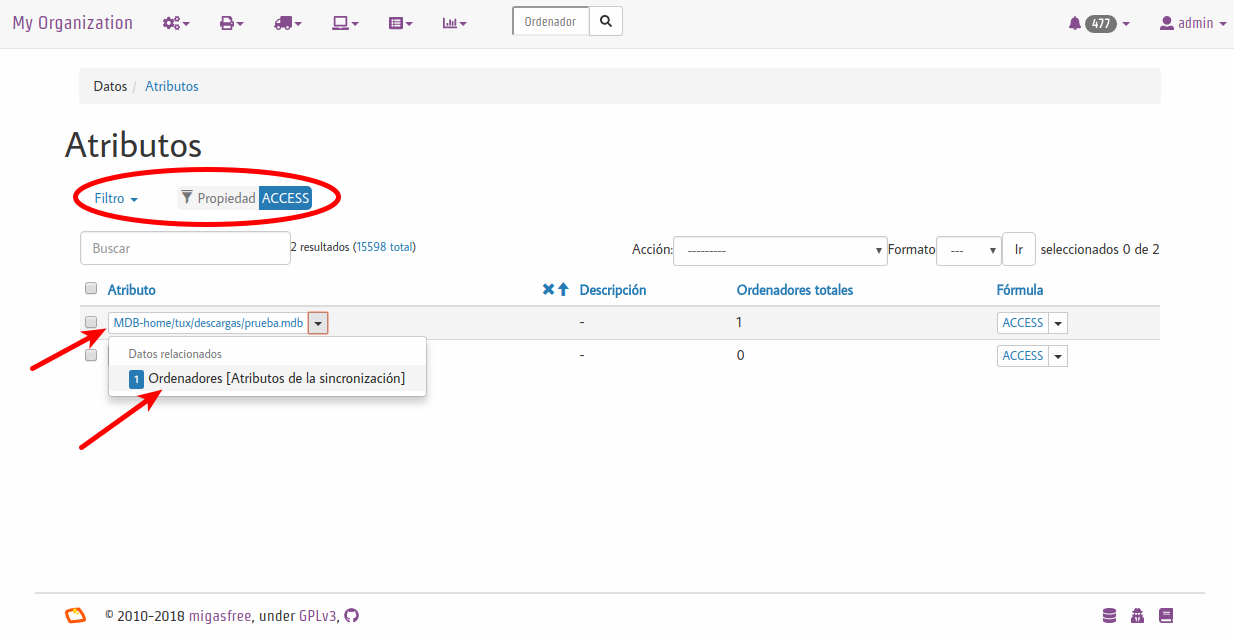 My Organization Ordenador 477 admin
Datos / Atributos
Atributos
Filtro Propiedad ACCESS
Buscar 2 resultados (15598 total) Acción: --------- Formato --- Ir seleccionados 0 de 2
Atributo Descripción Ordenadores totales Fórmula
MDB-home/tux/descargas/prueba.mdb - 1 ACCESS
Datos relacionados - 0 ACCESS
1 Ordenadores [Atributos de la sincronización]
© 2010-2018 migasfree, under GPLv3,